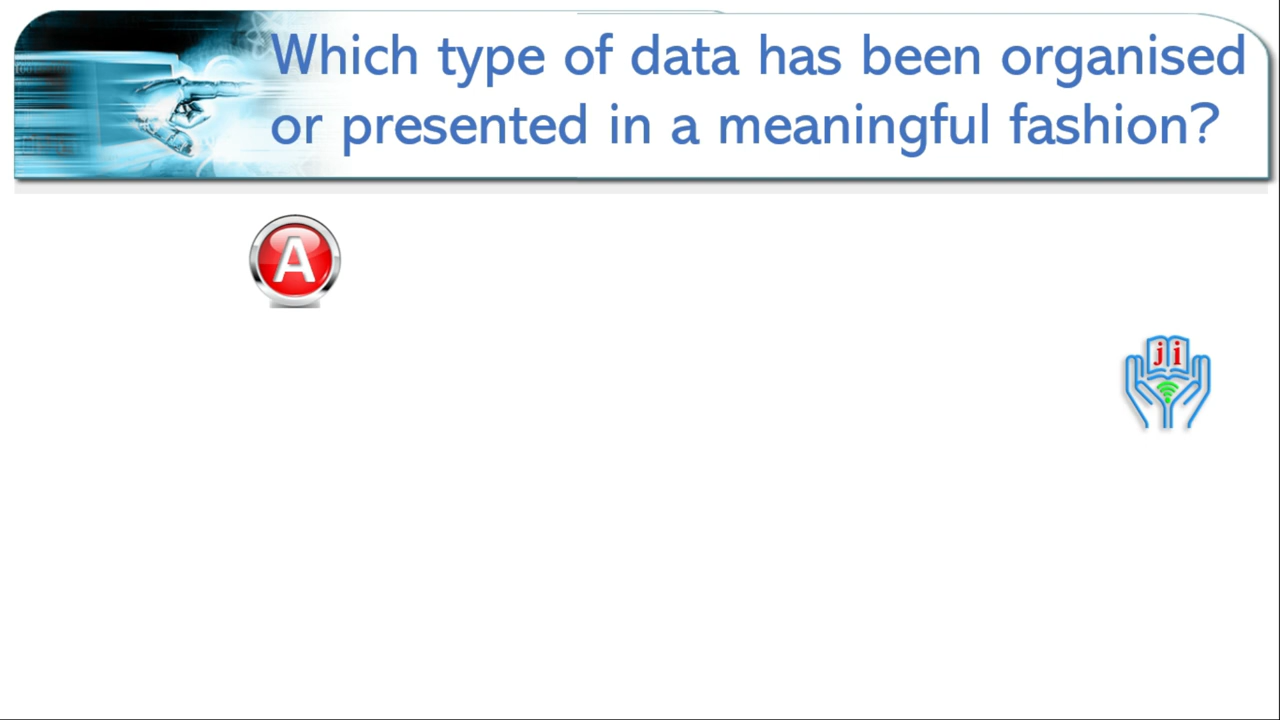 Which type of data has been organised
or presented in a meaningful fashion?
A
ji